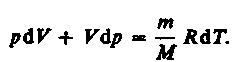 pdV + Vdp = m/M RdT.